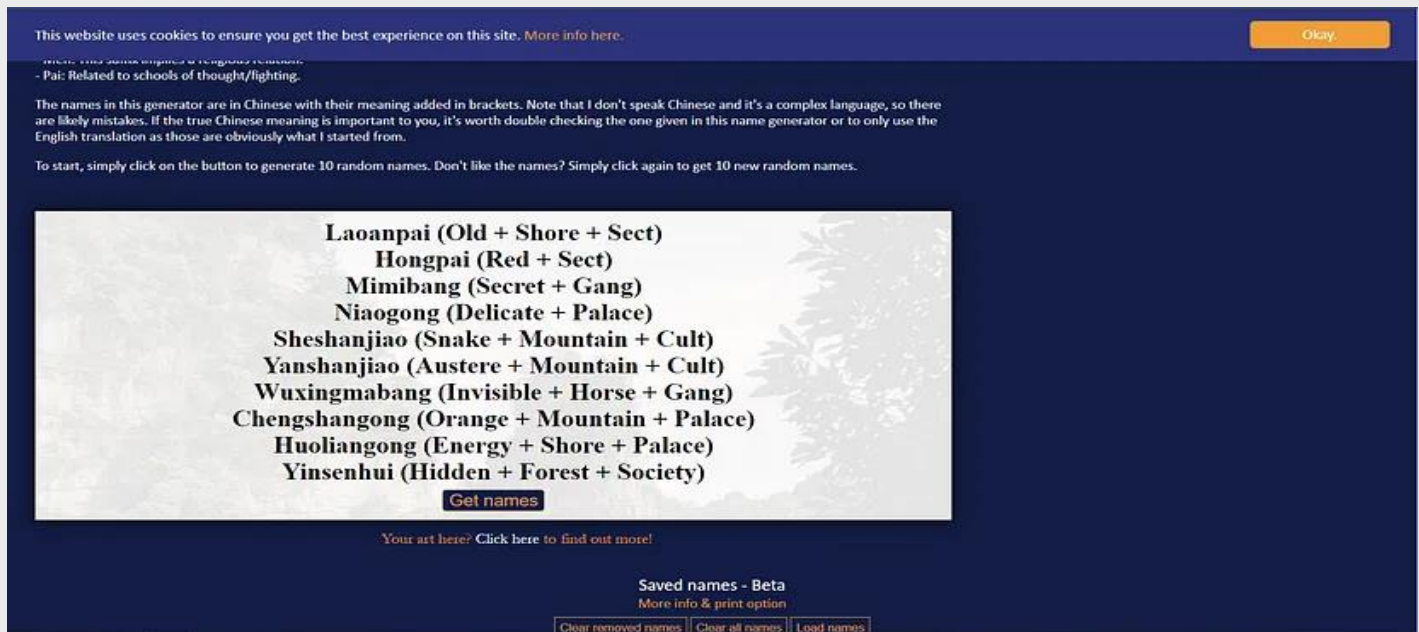 This website uses cookies to ensure you get the best experience on this site. More info here.
Okay.
- Men: This suffix implies a religious relation.
- Pai: Related to schools of thought/fighting.
The names in this generator are in Chinese with their meaning added in brackets. Note that I don't speak Chinese and it's a complex language, so there
are likely mistakes. If the true Chinese meaning is important to you, it's worth double checking the one given in this name generator or to only use the
English translation as those are obviously what I started from.
To start, simply click on the button to generate 10 random names. Don't like the names? Simply click again to get 10 new random names.
Laoanpai (Old + Shore + Sect)
Hongpai (Red + Sect)
Mimibang (Secret + Gang)
Niaogong (Delicate + Palace)
Sheshanjiao (Snake + Mountain + Cult)
Yanshanjiao (Austere + Mountain + Cult)
Wuxingmabang (Invisible + Horse + Gang)
Chengshangong (Orange + Mountain + Palace)
Huoliangong (Energy + Shore + Palace)
Yinsenhui (Hidden + Forest + Society)
Get names
Your art here? Click here to find out more!
Saved names - Beta
More info & print option
Clear removed names Clear all names Load names